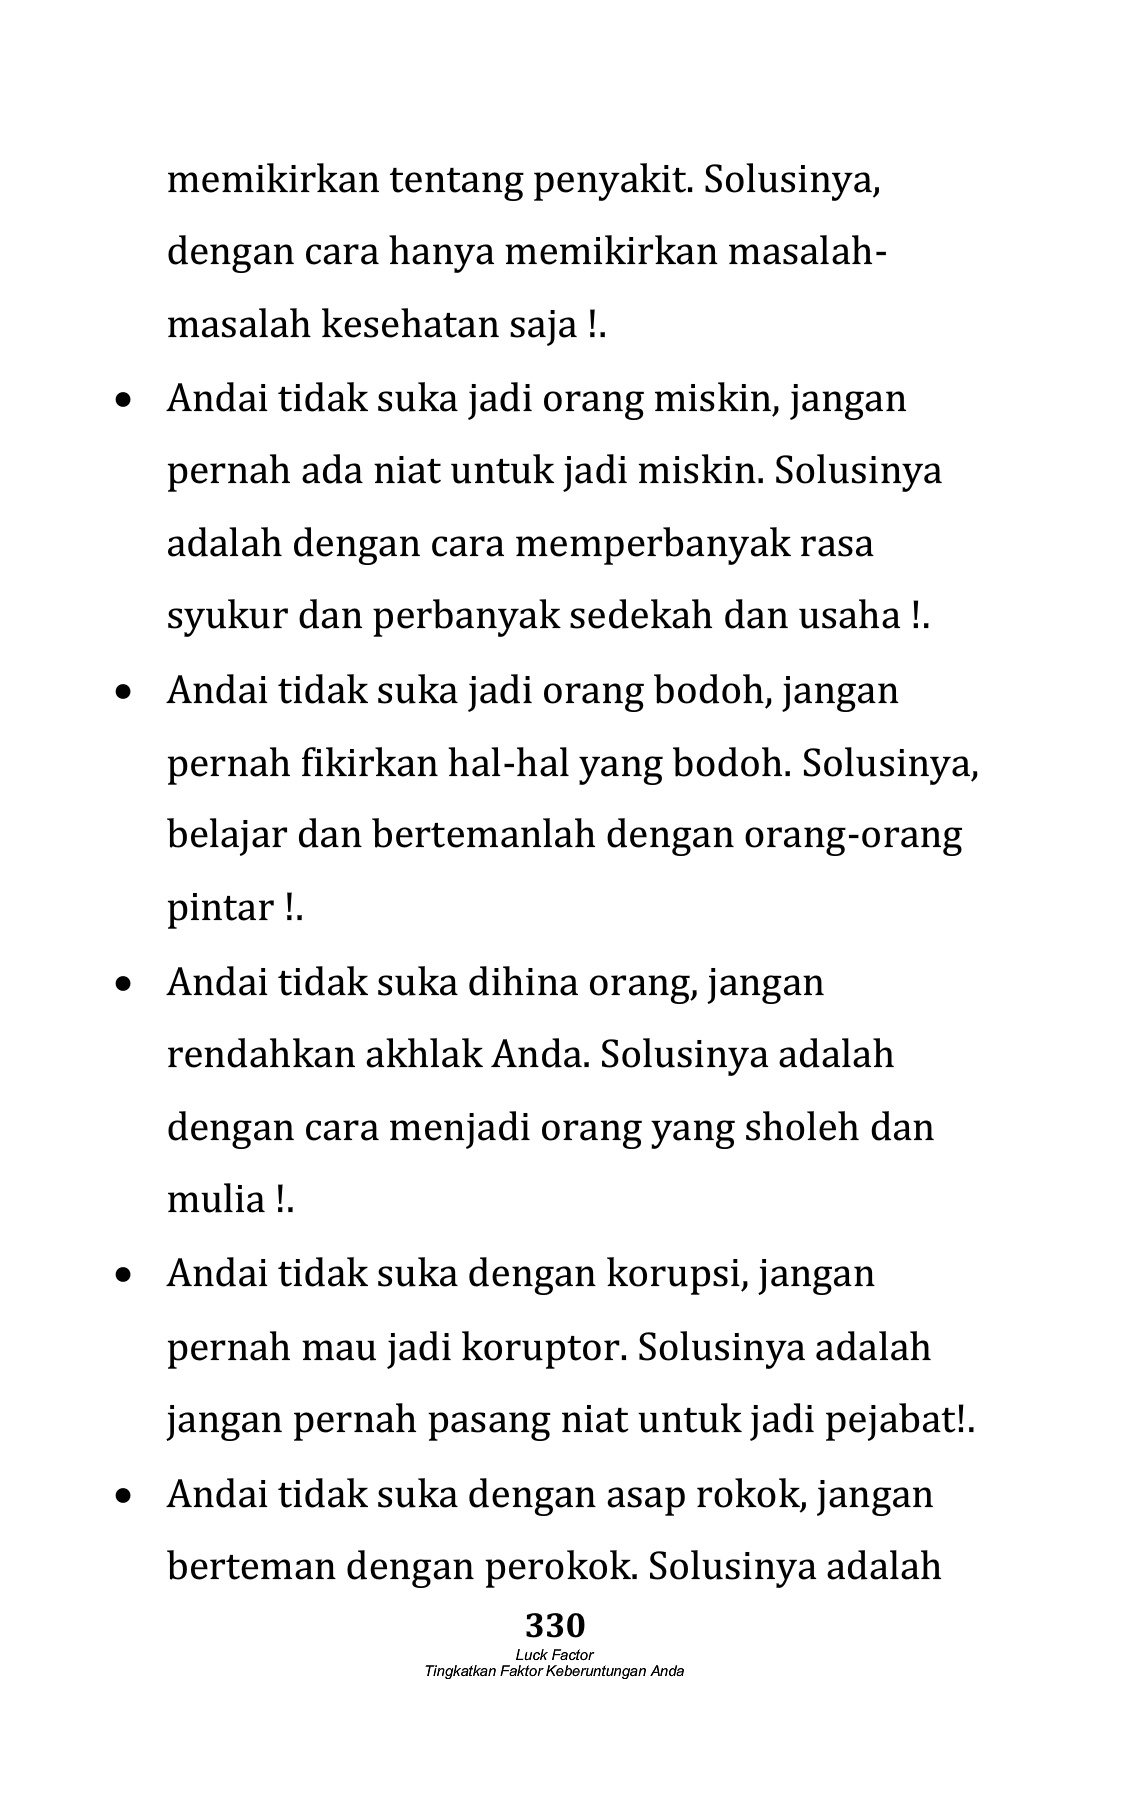 memikirkan tentang penyakit. Solusinya,
dengan cara hanya memikirkan masalah-
masalah kesehatan saja !.
• Andai tidak suka jadi orang miskin, jangan
pernah ada niat untuk jadi miskin. Solusinya
adalah dengan cara memperbanyak rasa
syukur dan perbanyak sedekah dan usaha !.
• Andai tidak suka jadi orang bodoh, jangan
pernah fikirkan hal-hal yang bodoh. Solusinya,
belajar dan bertemanlah dengan orang-orang
pintar !.
• Andai tidak suka dihina orang, jangan
rendahkan akhlak Anda. Solusinya adalah
dengan cara menjadi orang yang sholeh dan
mulia !.
• Andai tidak suka dengan korupsi, jangan
pernah mau jadi koruptor. Solusinya adalah
jangan pernah pasang niat untuk jadi pejabat!.
• Andai tidak suka dengan asap rokok, jangan
berteman dengan perokok. Solusinya adalah
330
Luck Factor
Tingkatkan Faktor Keberuntungan Anda